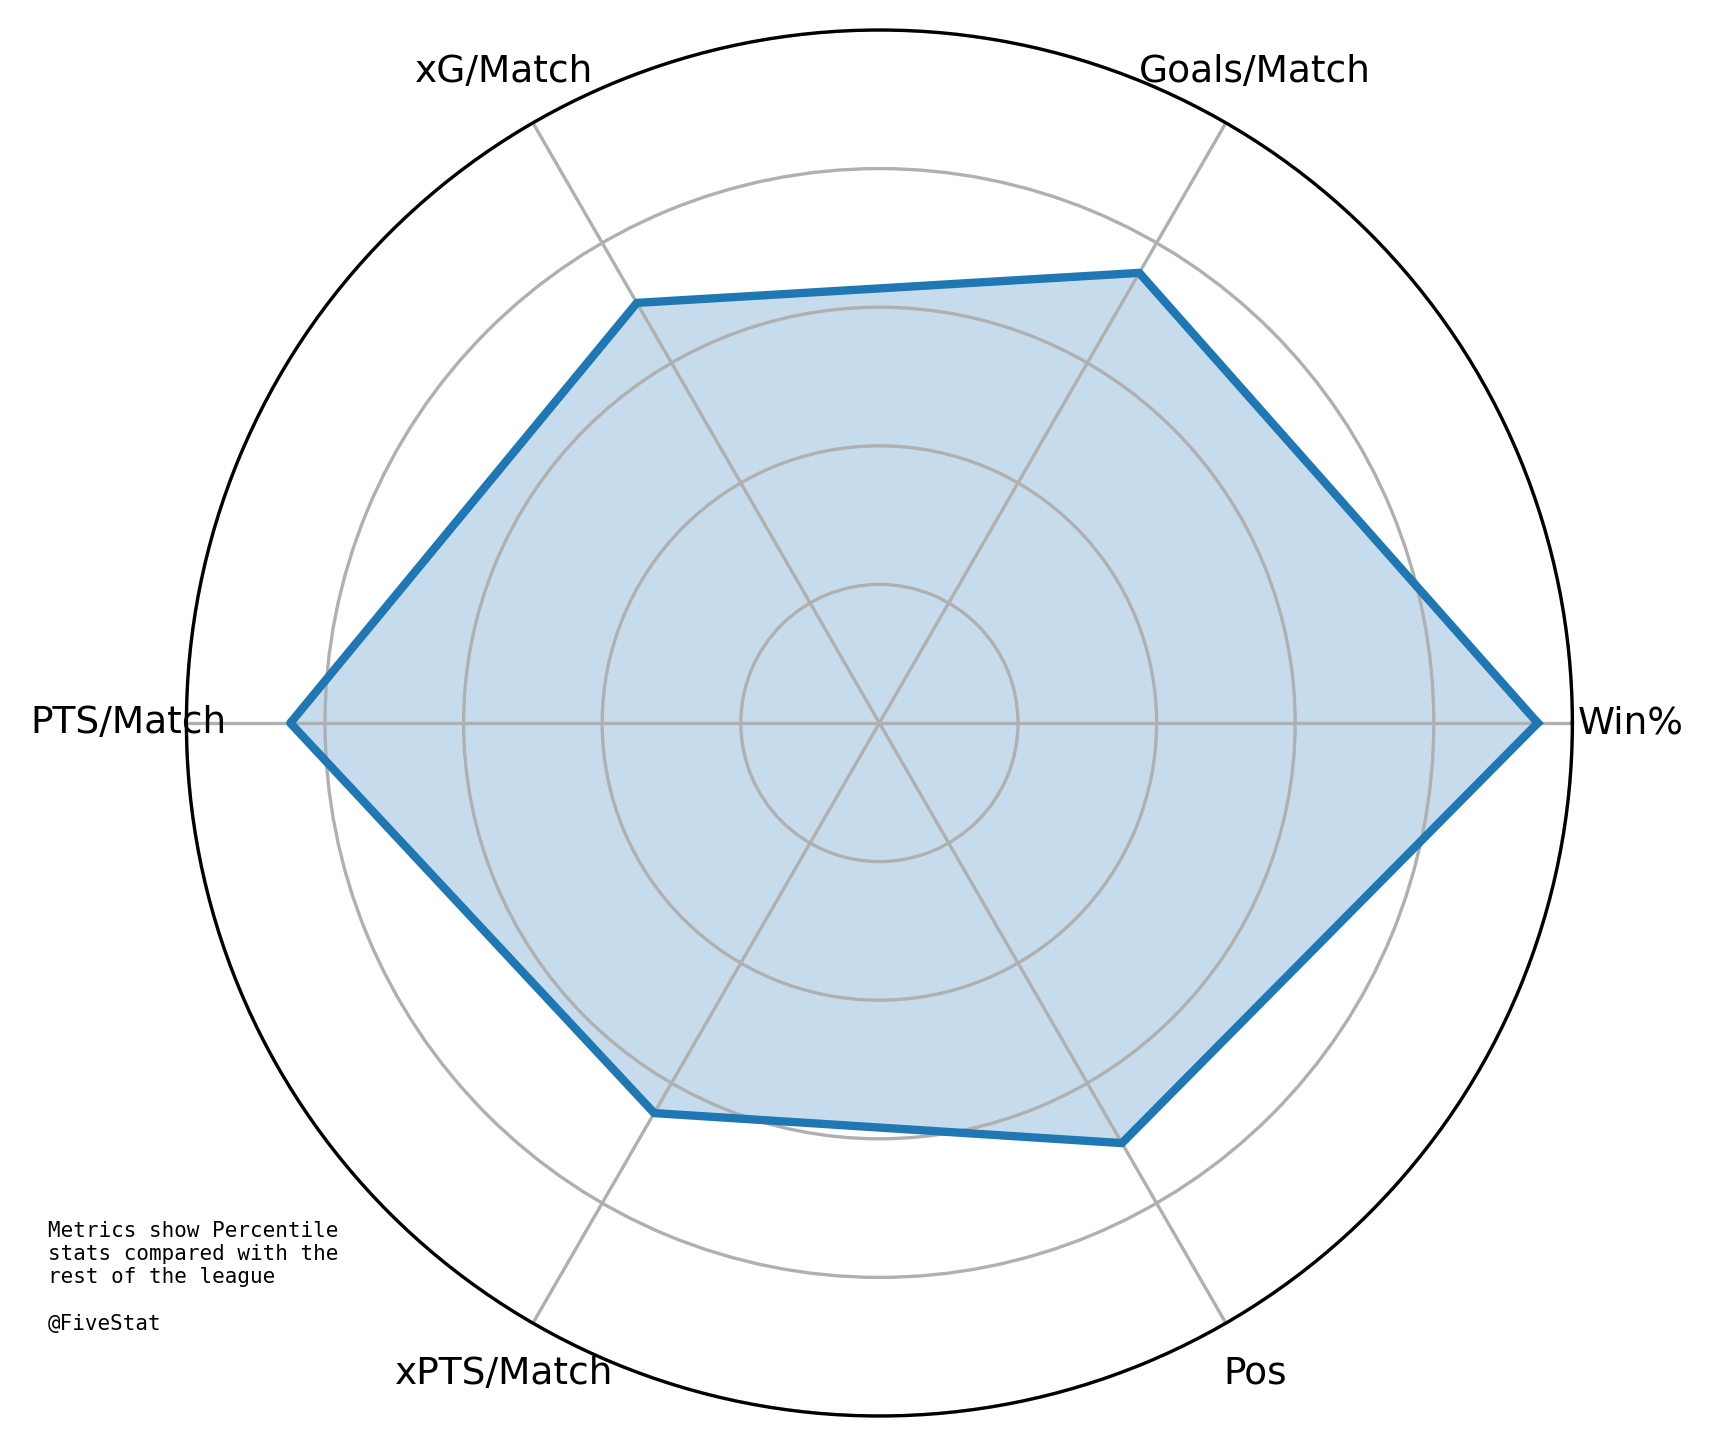 xG/Match
Goals/Match
PTS/Match
Win%
Metrics show Percentile
stats compared with the
rest of the league
@FiveStat
xPTS/Match
Pos